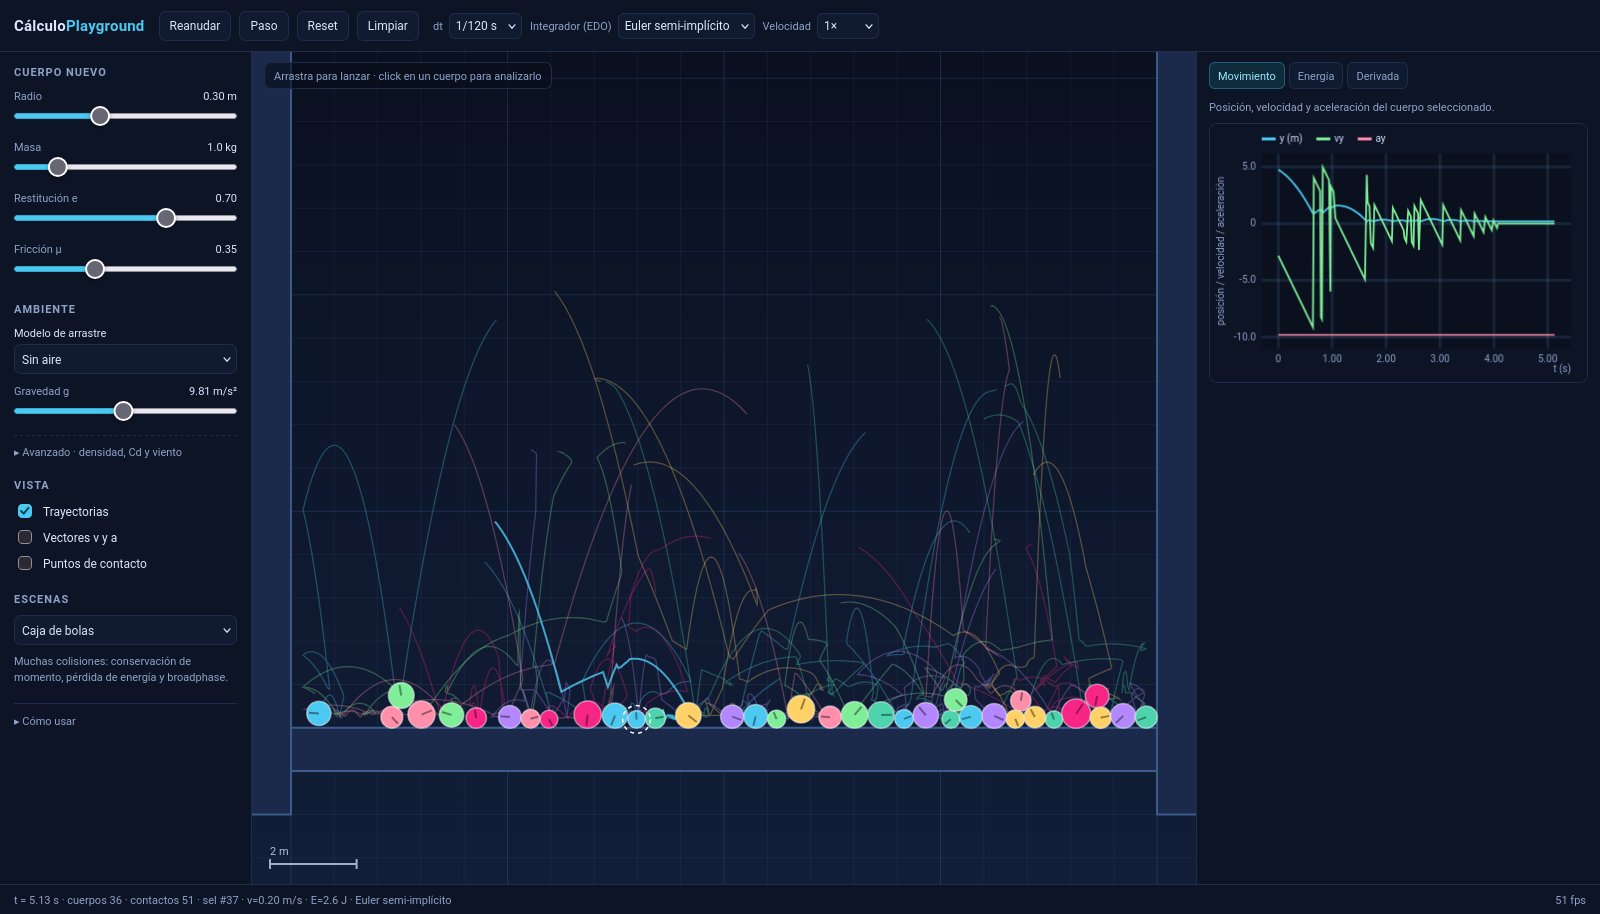 CálculoPlayground Reanudar Paso Reset Limpiar dt 1/120 s Integrador (EDO) Euler semi-implícito Velocidad 1×
CUERPO NUEVO
Radio 0.30 m
Masa 1.0 kg
Restitución e 0.70
Fricción μ 0.35
AMBIENTE
Modelo de arrastre
Sin aire
Gravedad g 9.81 m/s²
▸ Avanzado · densidad, Cd y viento
VISTA
Trayectorias
Vectores v y a
Puntos de contacto
ESCENAS
Caja de bolas
Muchas colisiones: conservación de
momento, pérdida de energía y broadphase.
▸ Cómo usar
Arrastra para lanzar · click en un cuerpo para analizarlo
2 m
Movimiento Energía Derivada
Posición, velocidad y aceleración del cuerpo seleccionado.
y (m) vy ay
posición / velocidad / aceleración
5.0
0
-5.0
-10.0
0 1.00 2.00 3.00 4.00 5.00
t (s)
t = 5.13 s · cuerpos 36 · contactos 51 · sel #37 · v=0.20 m/s · E=2.6 J · Euler semi-implícito 51 fps